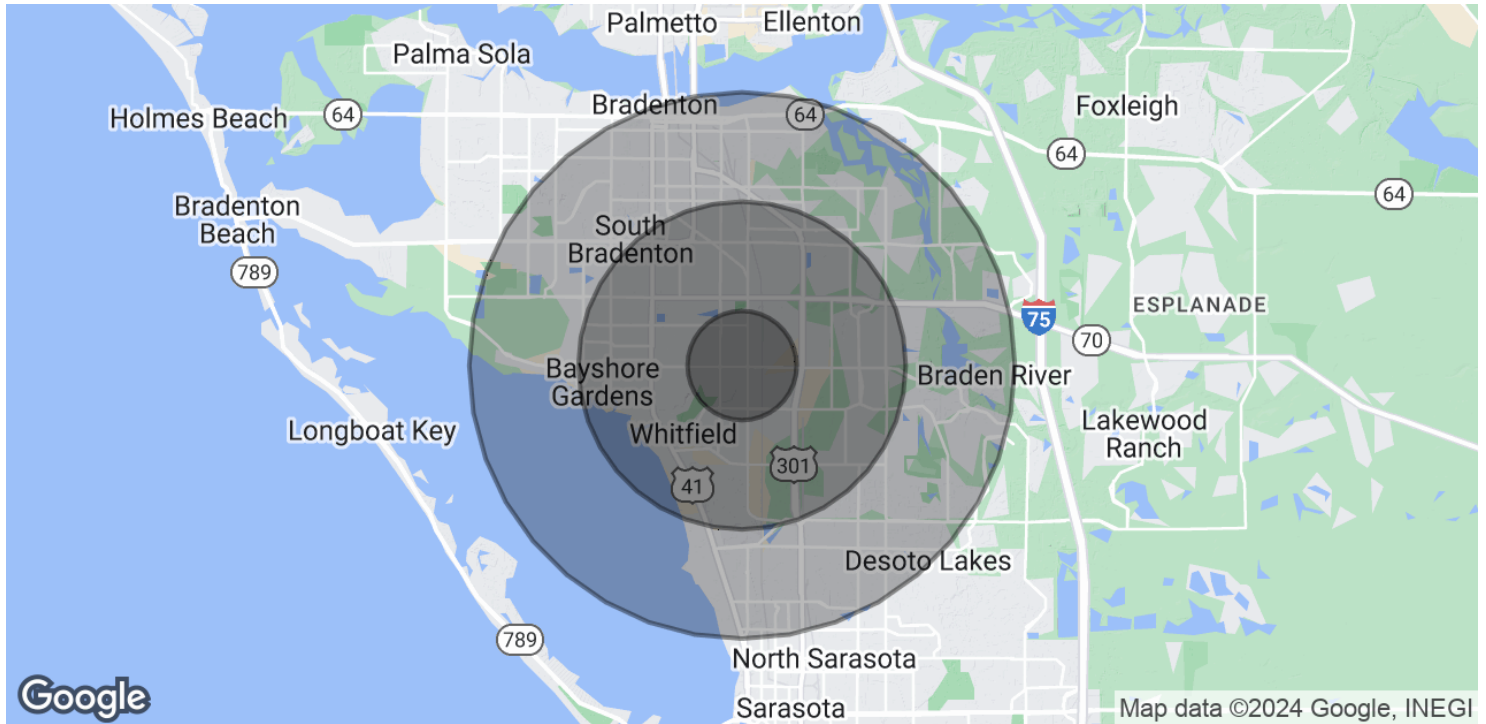 Palmetto
Ellenton
Palma Sola
Bradenton
Foxleigh
Holmes Beach
64
64
64
64
Bradenton
Beach
South
Bradenton
789
ESPLANADE
75
70
Bayshore
Gardens
Braden River
Longboat Key
Whitfield
Lakewood
Ranch
301
41
Desoto Lakes
789
North Sarasota
Sarasota
Google
Map data ©2024 Google, INEGI